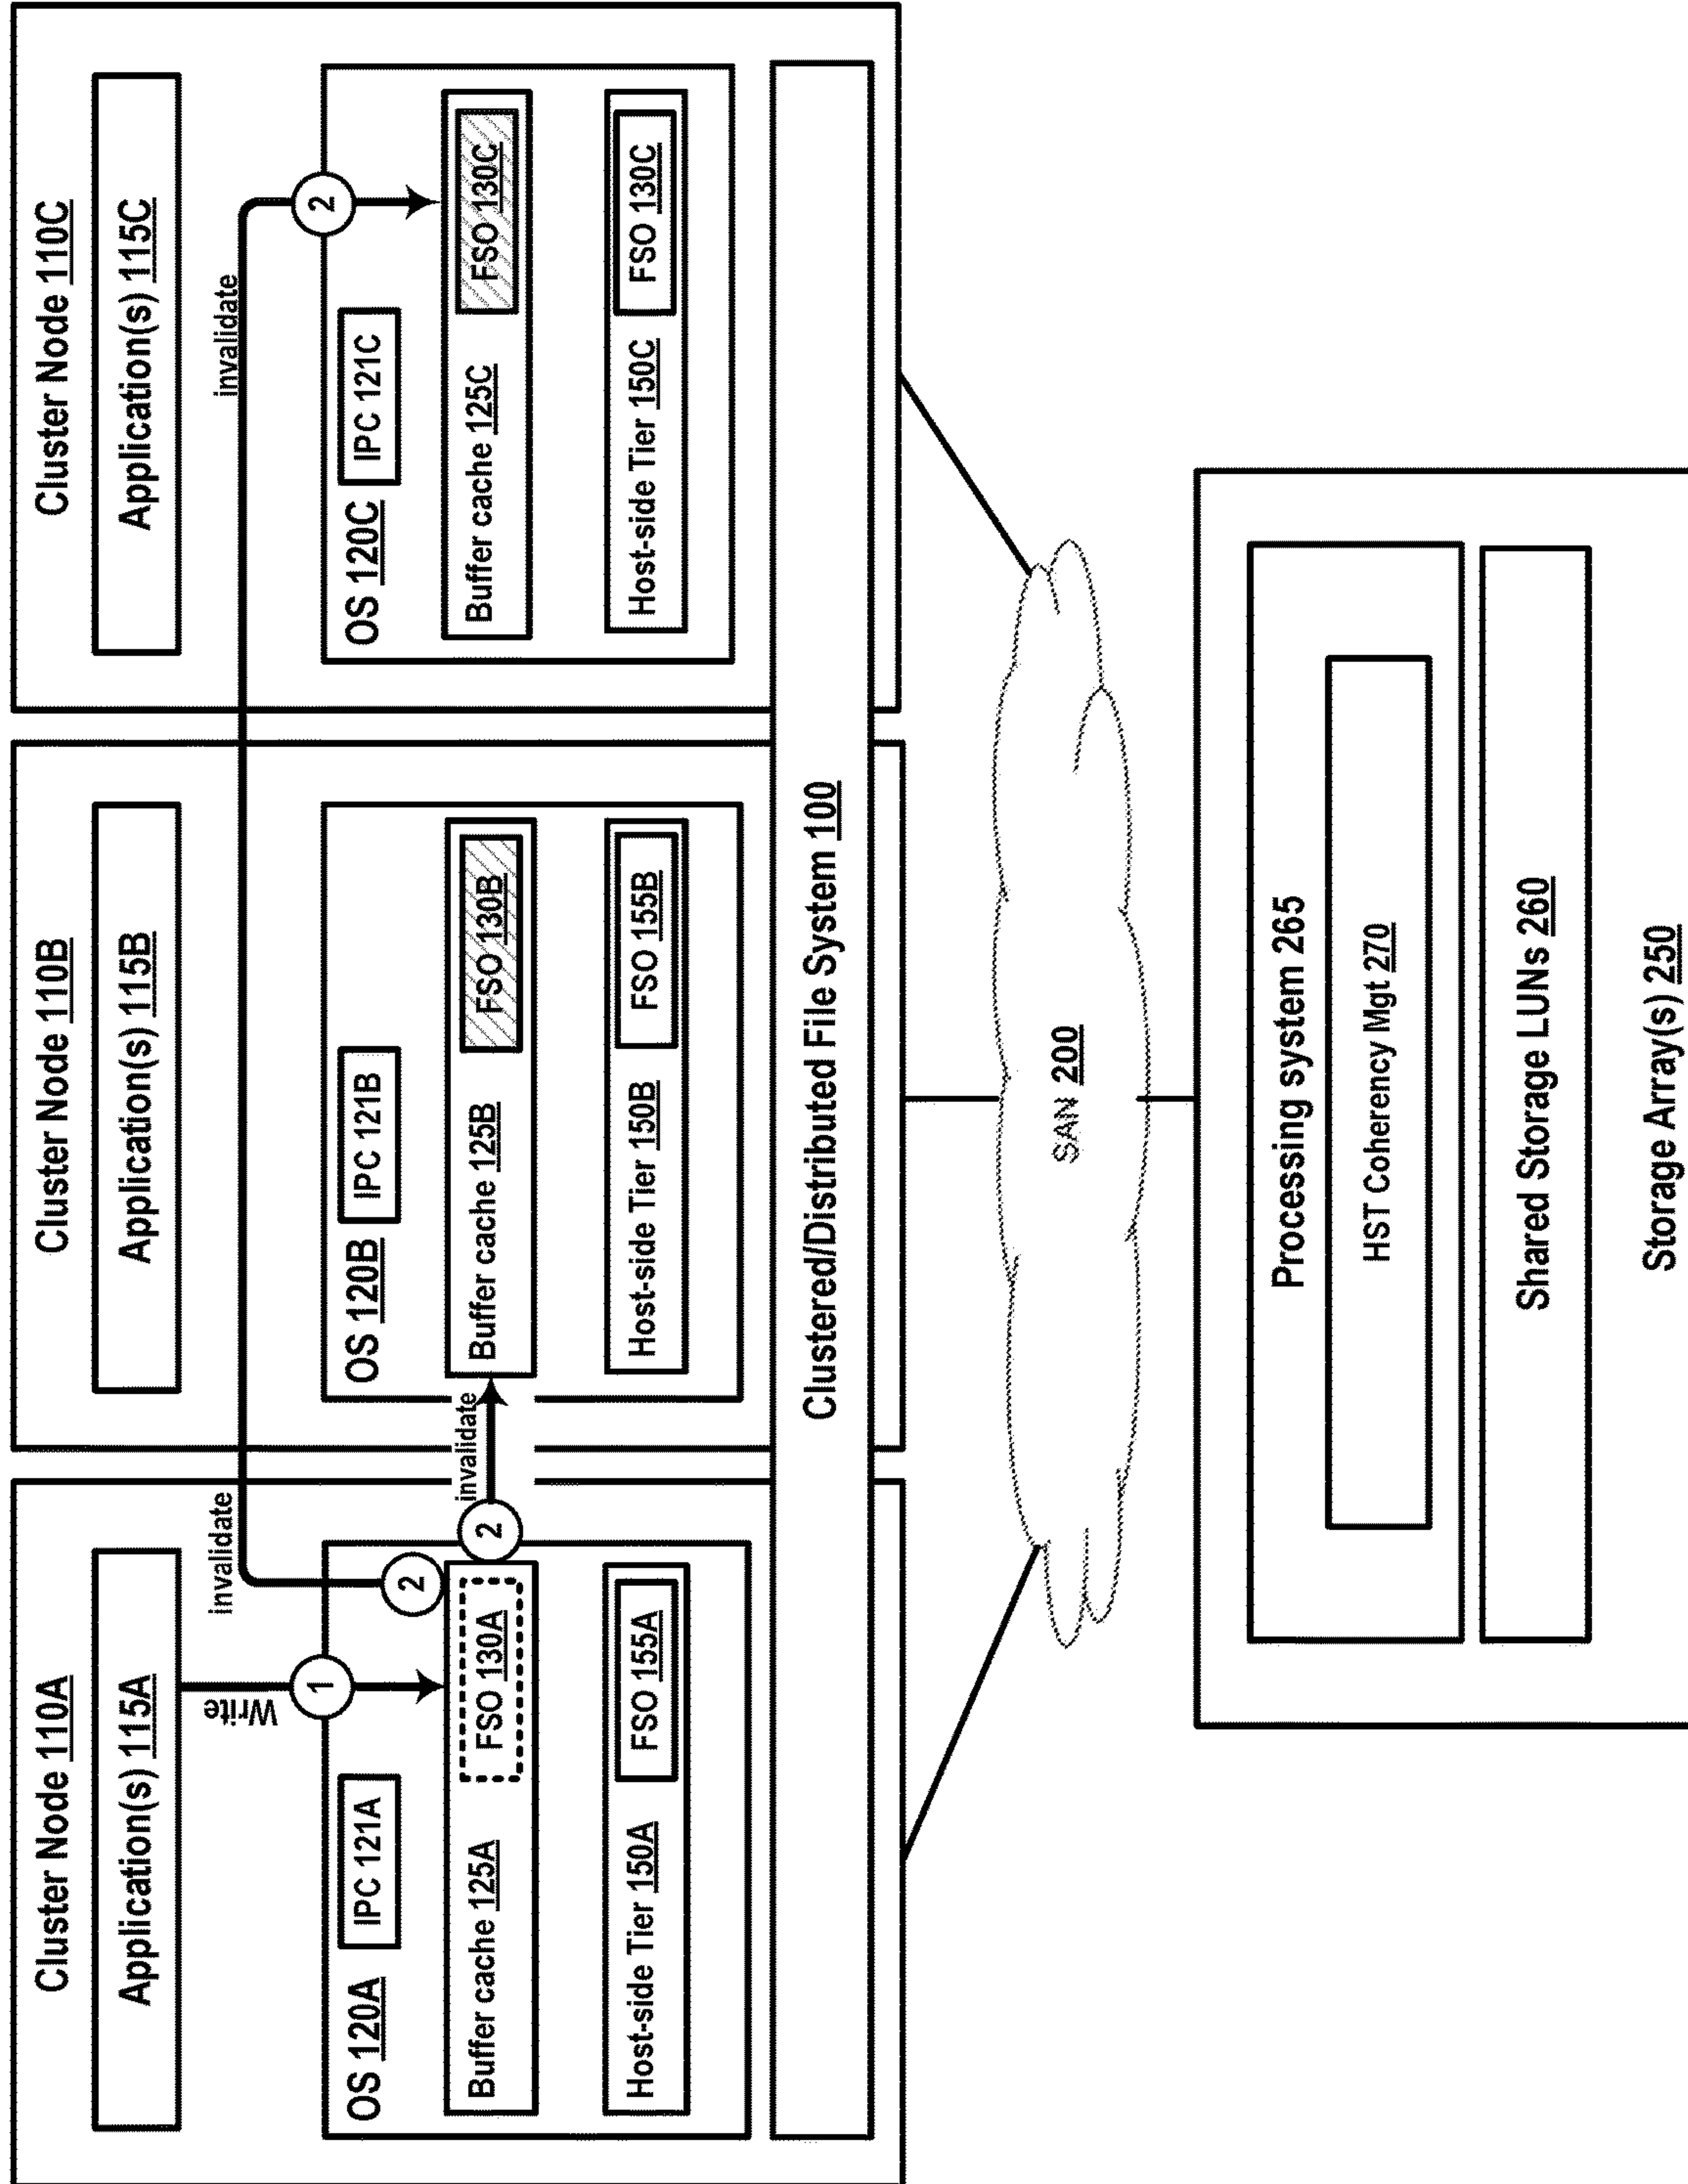 Cluster Node 110A
Application(s) 115A
Write
1
invalidate
2
OS 120A
IPC 121A
Buffer cache 125A
FSO 130A
2
invalidate
Host-side Tier 150A
FSO 155A
Cluster Node 110B
Application(s) 115B
OS 120B
IPC 121B
Buffer cache 125B
FSO 130B
Host-side Tier 150B
FSO 155B
Cluster Node 110C
Application(s) 115C
invalidate
2
OS 120C
IPC 121C
Buffer cache 125C
FSO 130C
Host-side Tier 150C
FSO 130C
Clustered/Distributed File System 100
SAN 200
Processing system 265
HST Coherency Mgt 270
Shared Storage LUNs 260
Storage Array(s) 250